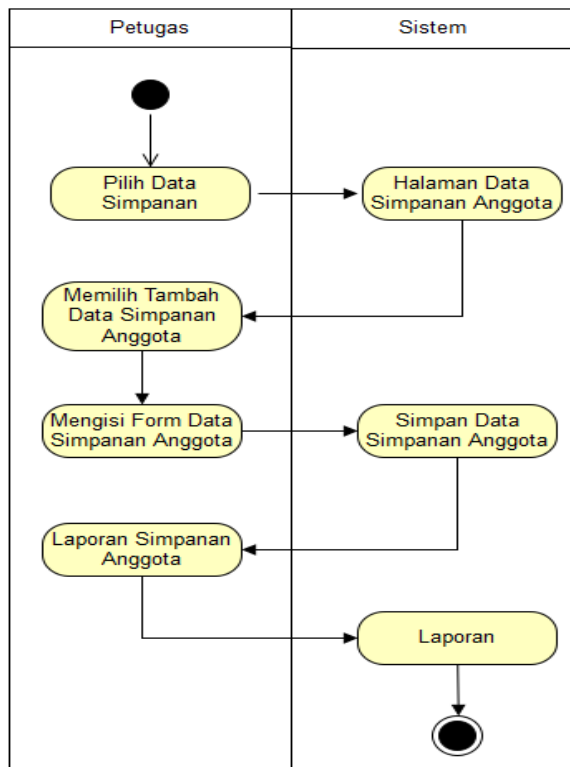 Petugas
Sistem
Pilih Data
Simpanan
Halaman Data
Simpanan Anggota
Memilih Tambah
Data Simpanan
Anggota
Mengisi Form Data
Simpanan Anggota
Simpan Data
Simpanan Anggota
Laporan Simpanan
Anggota
Laporan